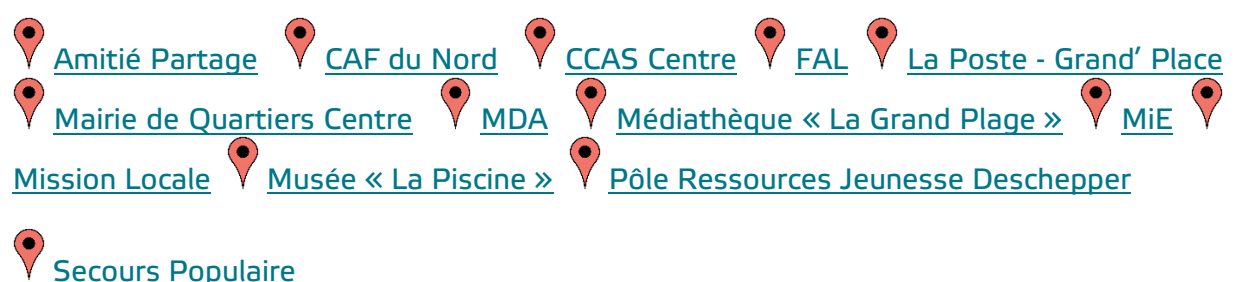 Amitié Partage CAF du Nord CCAS Centre FAL La Poste - Grand’ Place
Mairie de Quartiers Centre MDA Médiathèque « La Grand Plage » MiE
Mission Locale Musée « La Piscine » Pôle Ressources Jeunesse Deschepper
Secours Populaire